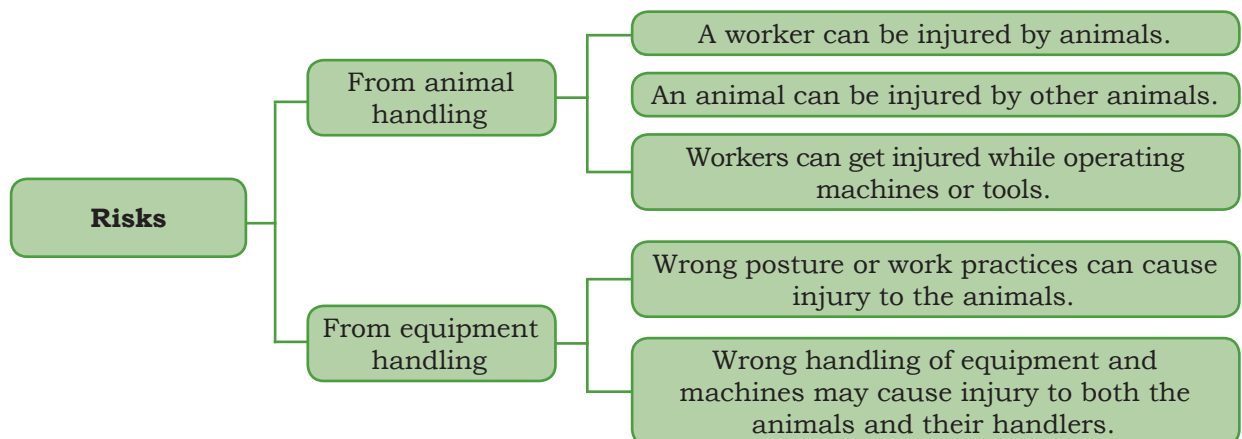 Risks
From animal
handling
A worker can be injured by animals.
An animal can be injured by other animals.
Workers can get injured while operating
machines or tools.
From equipment
handling
Wrong posture or work practices can cause
injury to the animals.
Wrong handling of equipment and
machines may cause injury to both the
animals and their handlers.